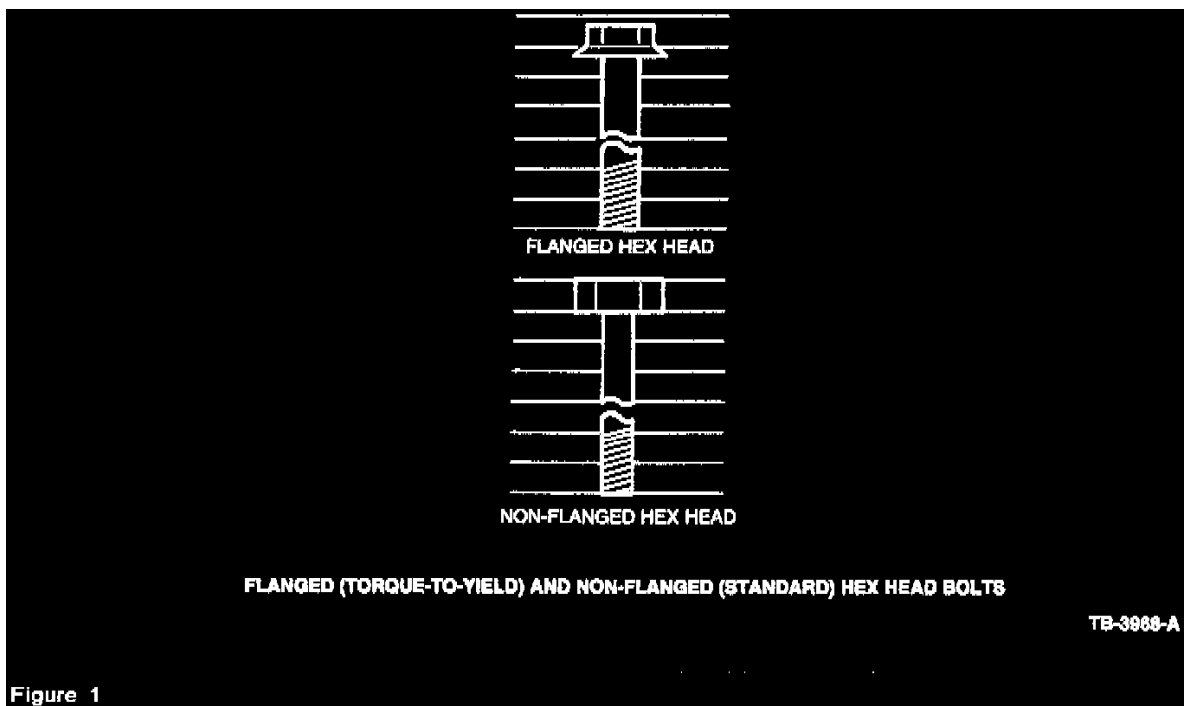 FLANGED HEX HEAD
NON-FLANGED HEX HEAD
FLANGED (TORQUE-TO-YIELD) AND NON-FLANGED (STANDARD) HEX HEAD BOLTS
TB-3968-A
Figure 1